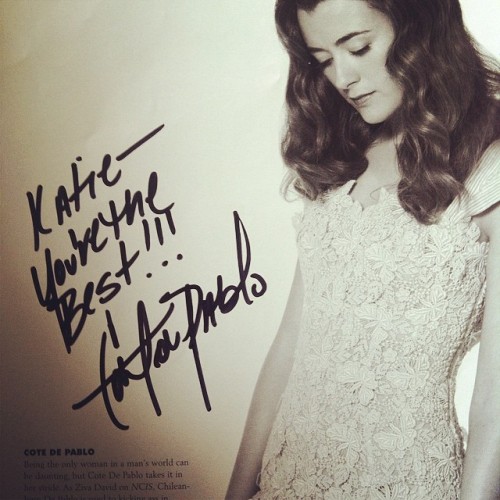 Katie—
You're the
Best!!!...
Coté de Pablo
COTE DE PABLO
Being the only woman in a man's world can
be daunting, but Cote De Pablo takes it in
her stride. As Ziva David on NCIS, Chilean-